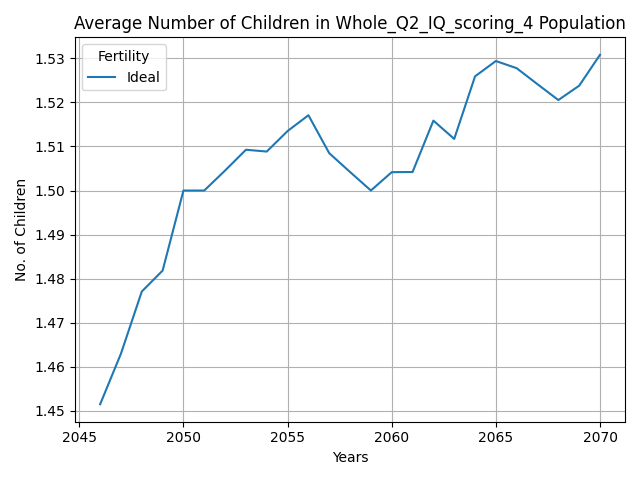 Average Number of Children in Whole_Q2_IQ_scoring_4 Population
Fertility
Ideal
No. of Children
1.53
1.52
1.51
1.50
1.49
1.48
1.47
1.46
1.45
2045 2050 2055 2060 2065 2070
Years